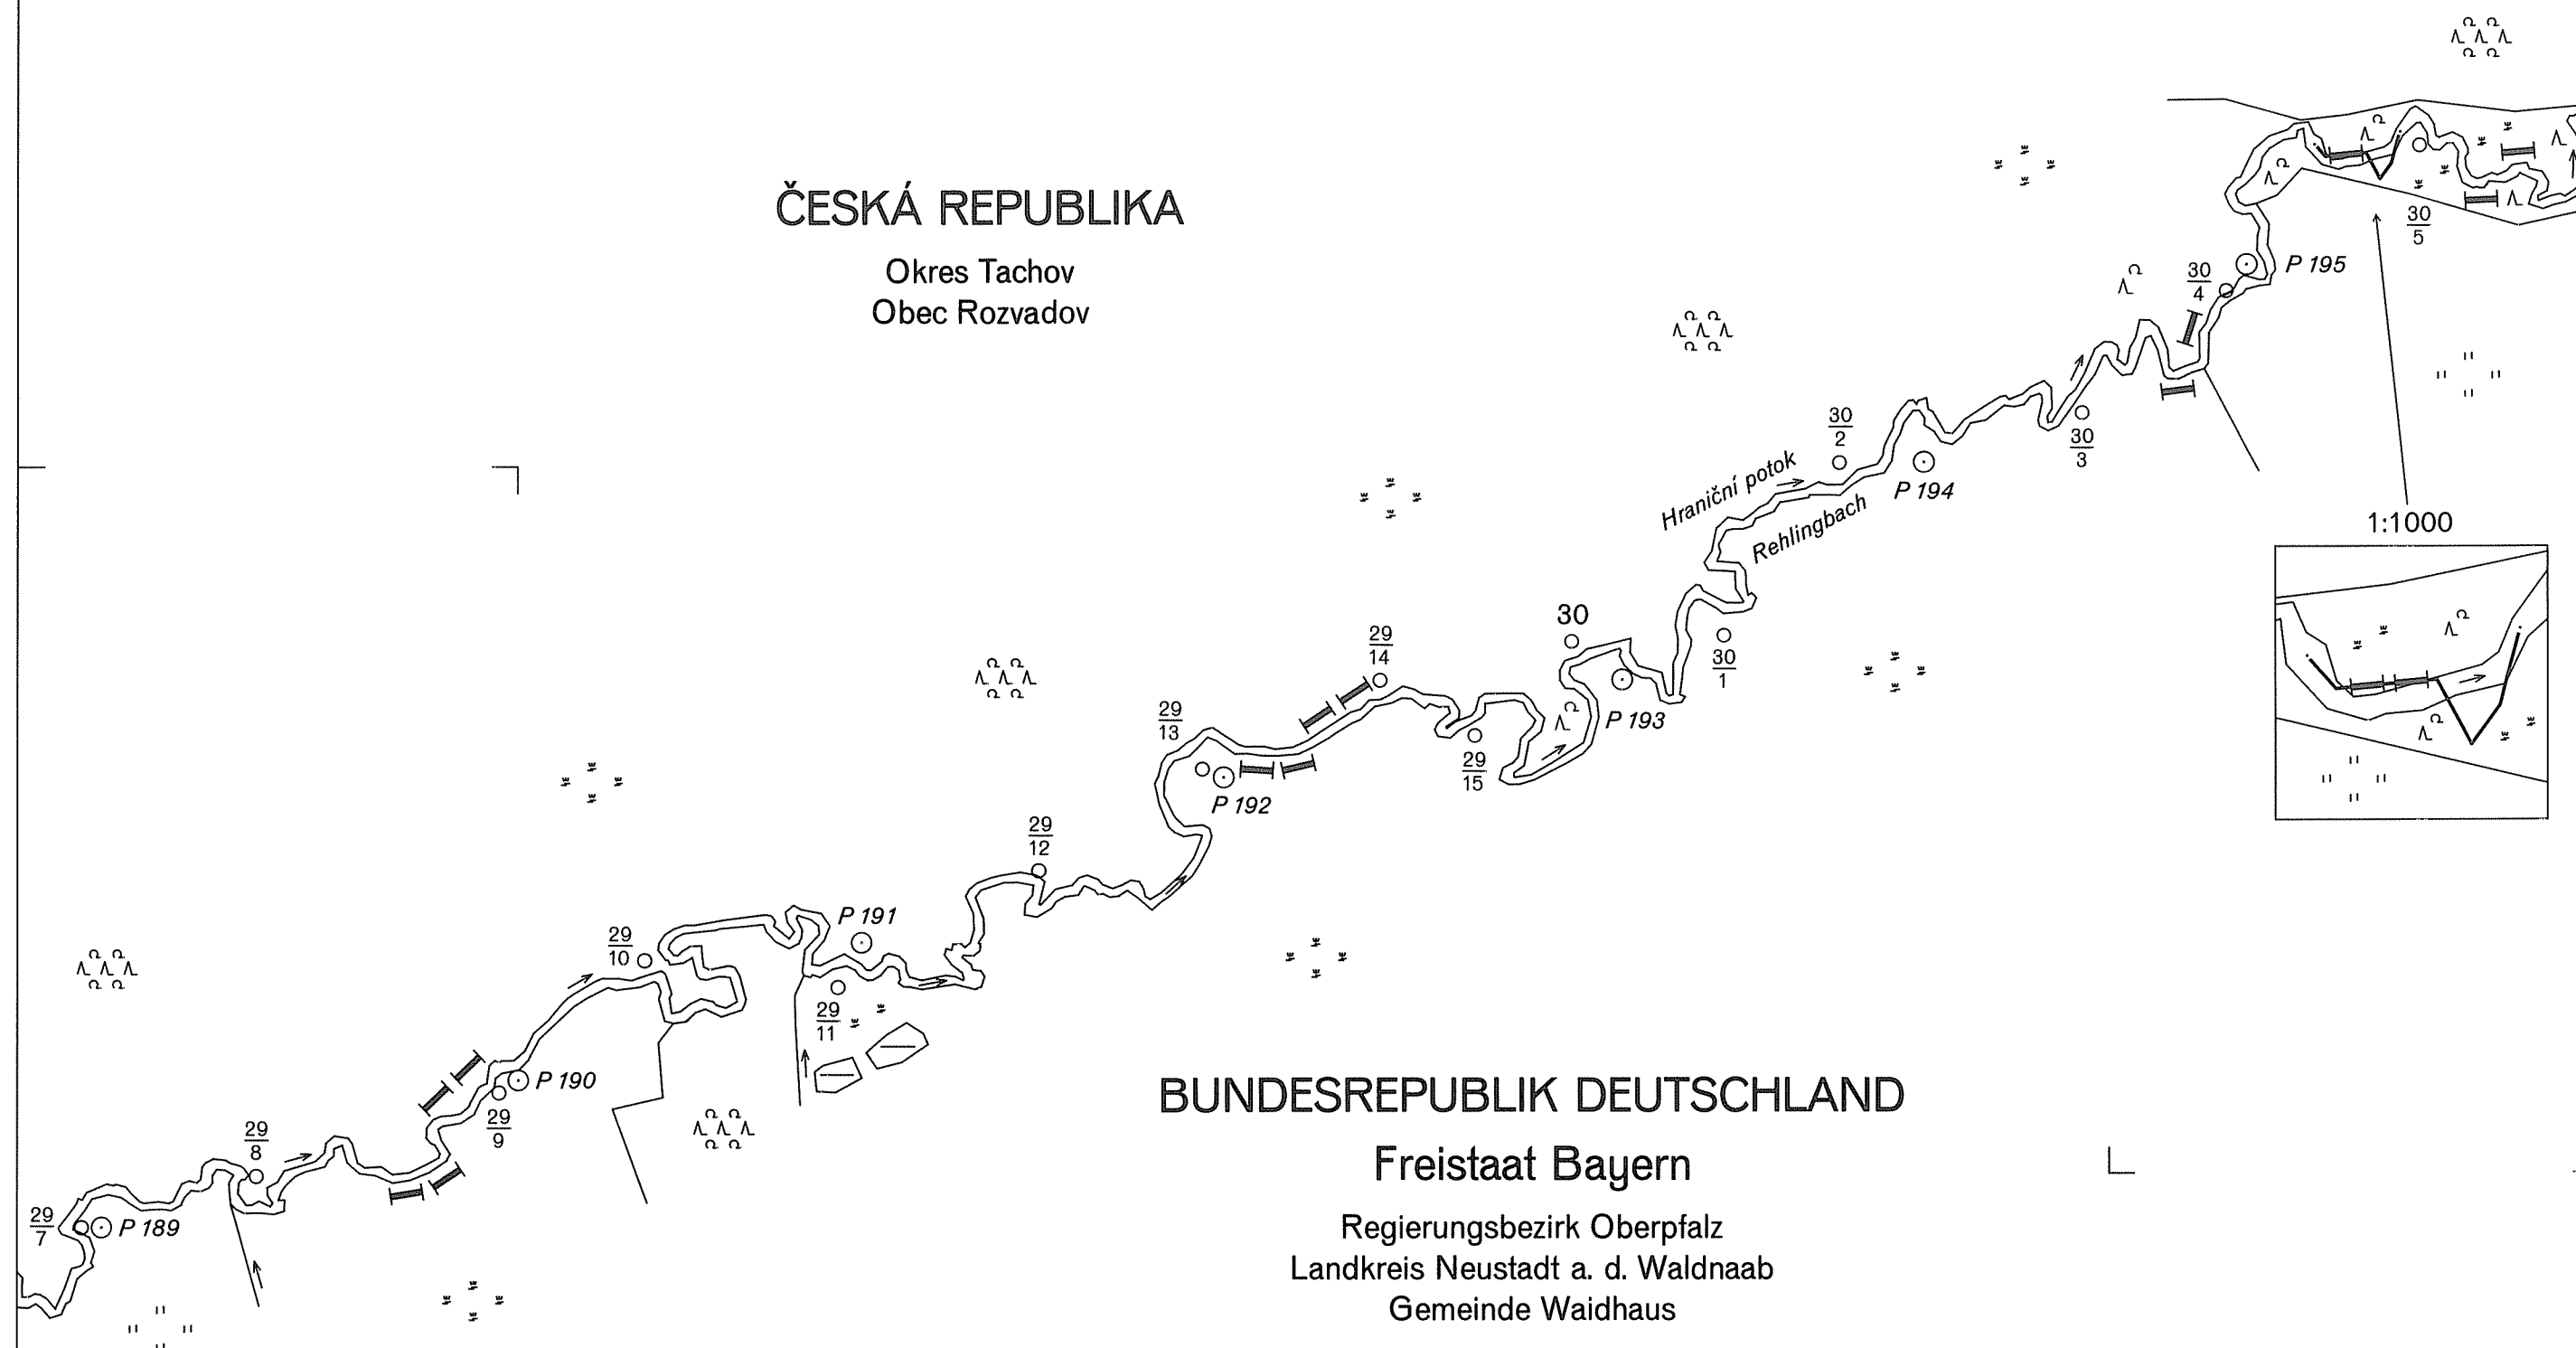 ČESKÁ REPUBLIKA
Okres Tachov
Obec Rozvadov
30
5
P 195
30
4
30
3
30
2
P 194
Hraniční potok
Rehlingbach
1:1000
30
30
1
P 193
29
14
29
15
29
13
P 192
29
12
P 191
29
11
29
10
P 190
29
9
29
8
29
7
P 189
BUNDESREPUBLIK DEUTSCHLAND
Freistaat Bayern
Regierungsbezirk Oberpfalz
Landkreis Neustadt a. d. Waldnaab
Gemeinde Waidhaus